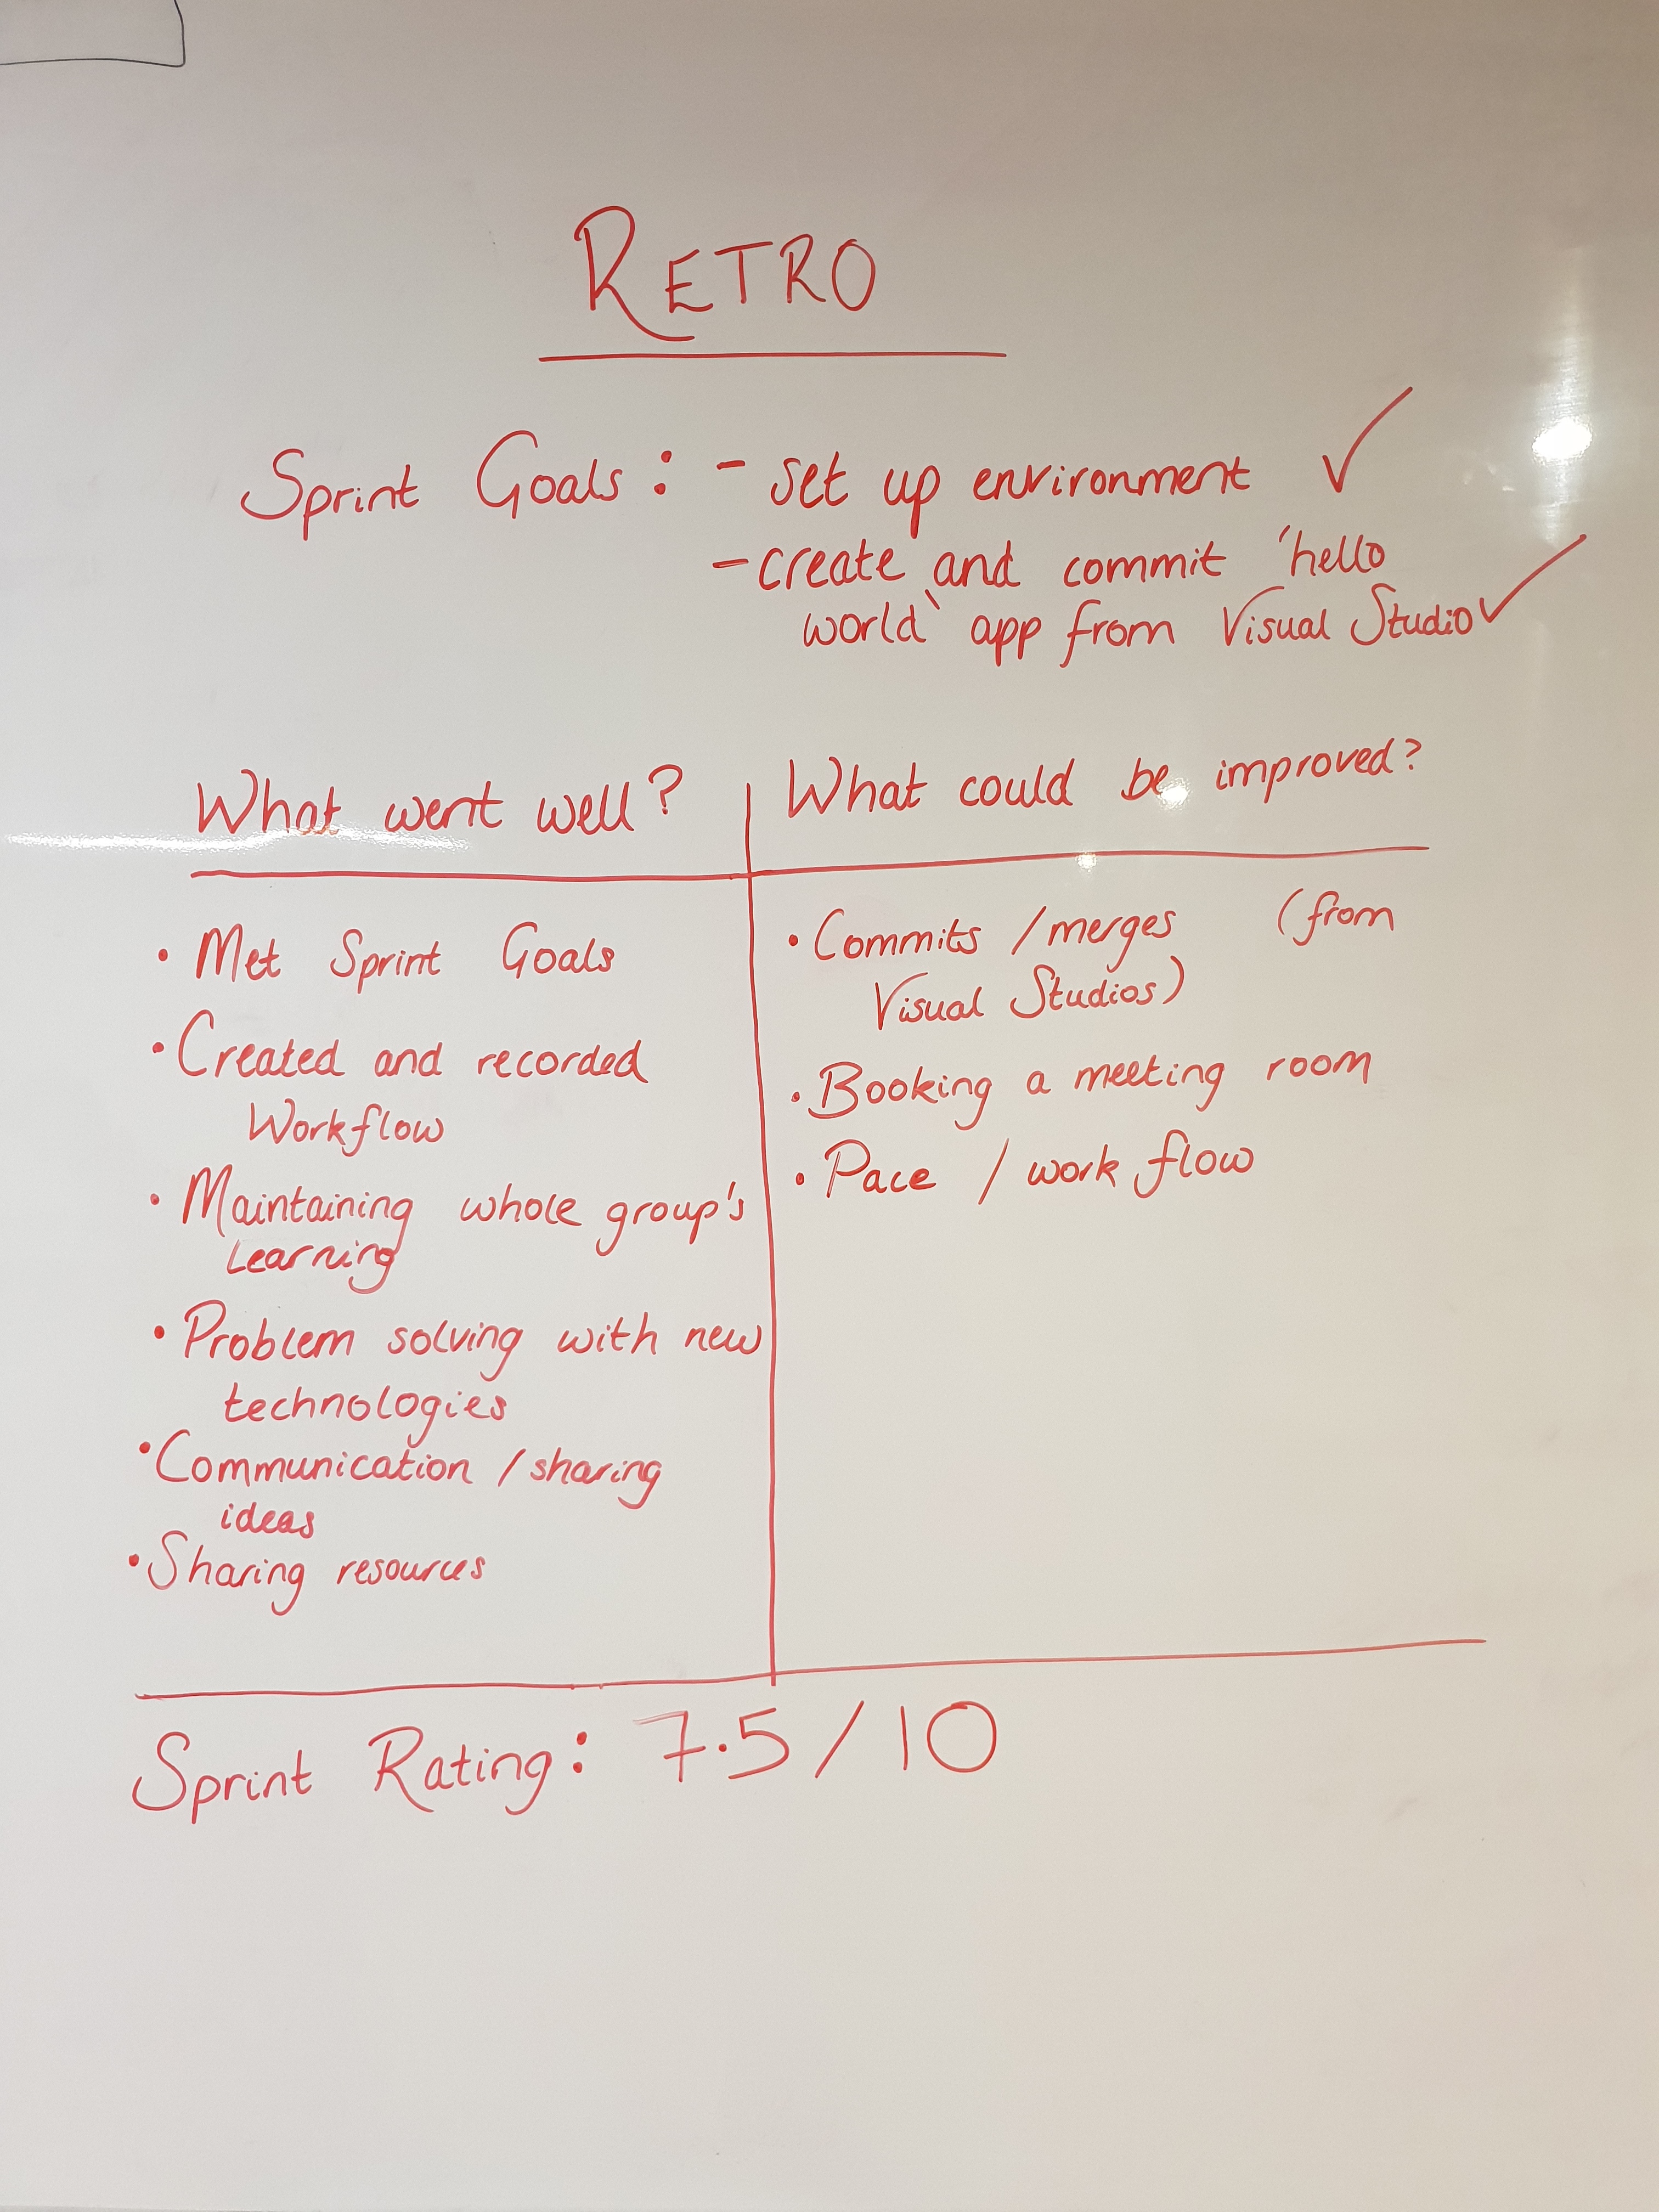 RETRO
Sprint Goals: - set up environment ✓
- create and commit 'hello
world` app from Visual Studio ✓
What went well?
• Met Sprint Goals
• Created and recorded
Workflow
• Maintaining whole group's
Learning
• Problem solving with new
technologies
• Communication / sharing
ideas
• Sharing resources
What could be improved?
• Commits / merges (from
Visual Studios)
• Booking a meeting room
• Pace / work flow
Sprint Rating: 7.5 / 10